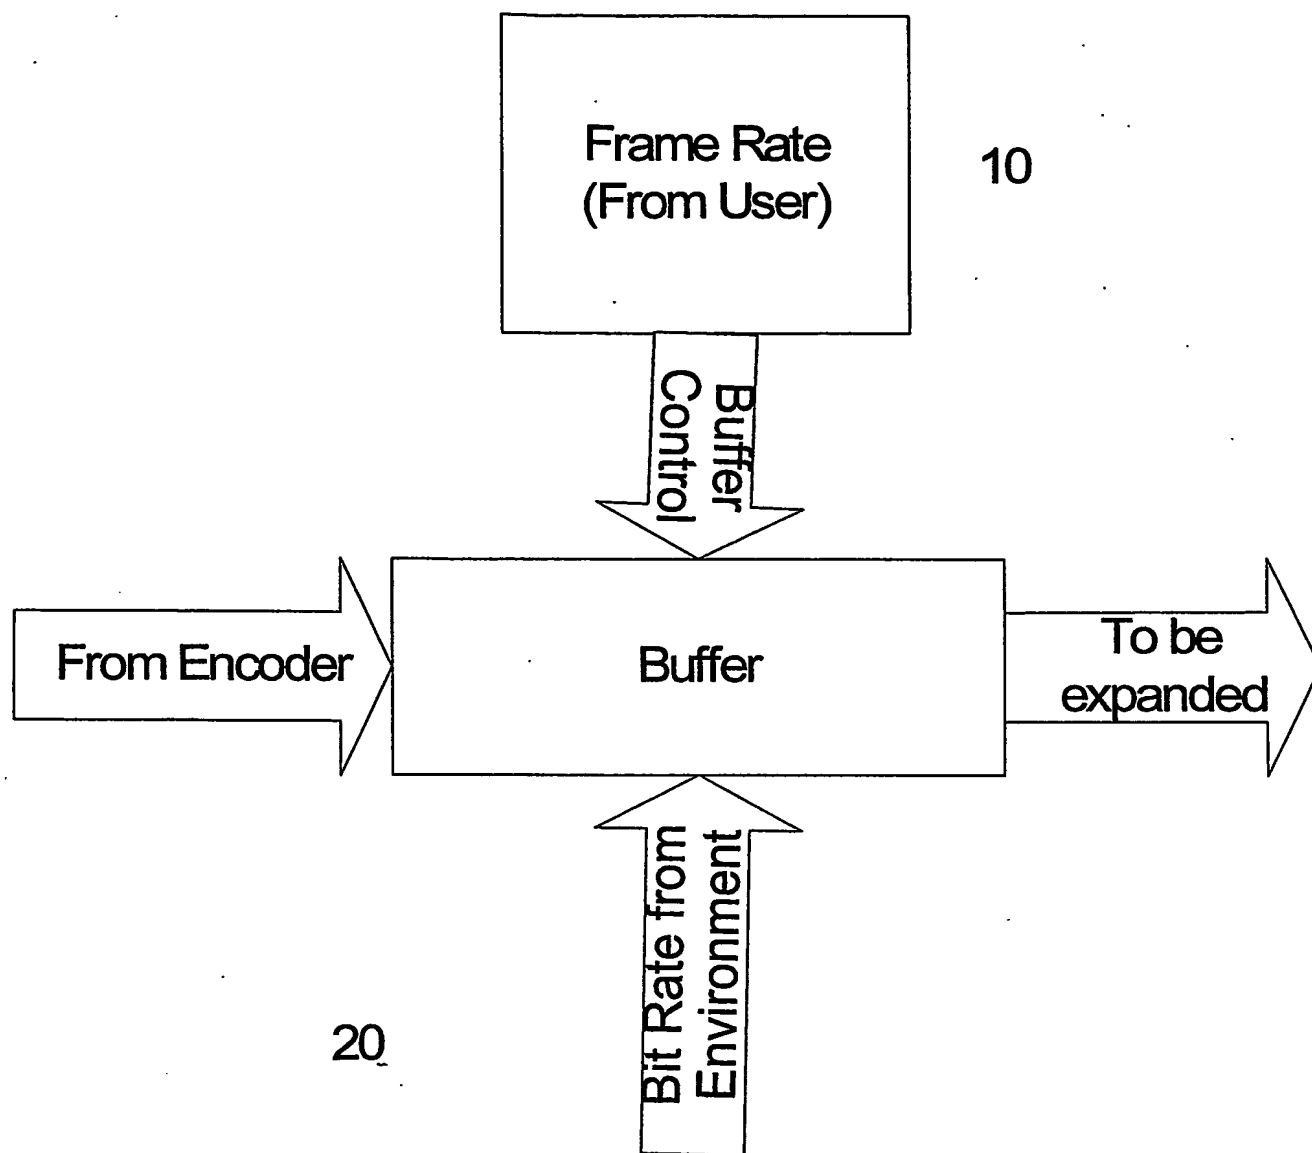 Frame Rate
(From User)
10
Buffer
Control
From Encoder
Buffer
To be
expanded
Bit Rate from
Environment
20